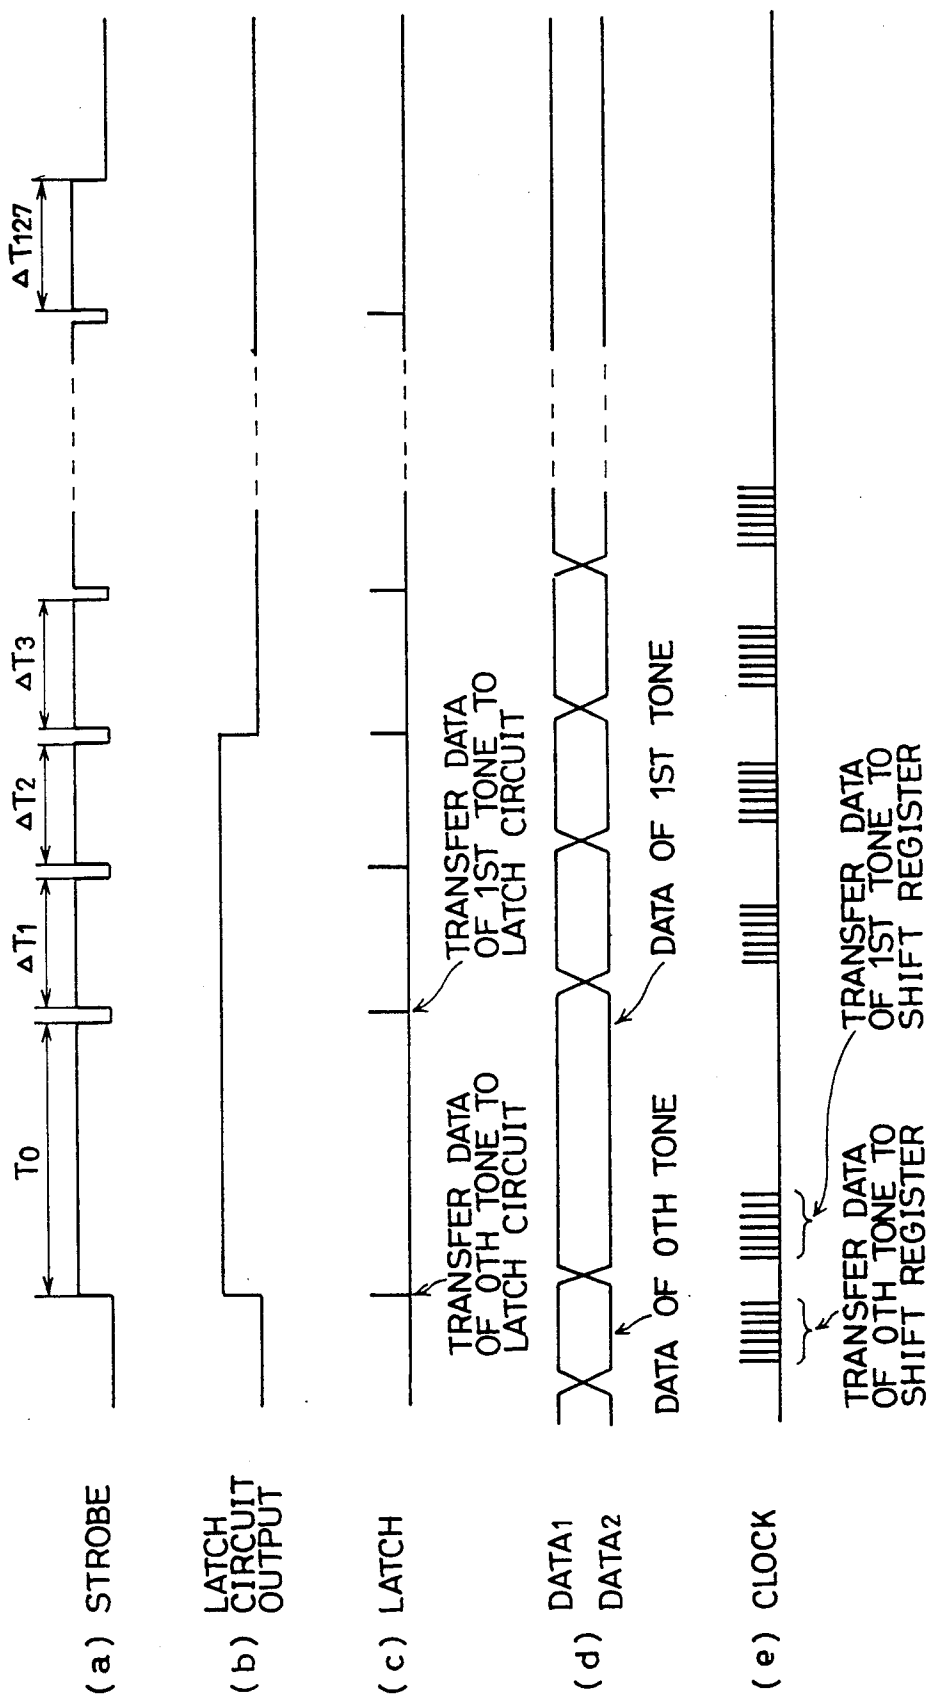 (a) STROBE
T0
ΔT1
ΔT2
ΔT3
ΔT127
(b) LATCH
CIRCUIT
OUTPUT
(c) LATCH
TRANSFER DATA
OF 0TH TONE TO
LATCH CIRCUIT
TRANSFER DATA
OF 1ST TONE TO
LATCH CIRCUIT
(d) DATA1
DATA2
DATA OF 0TH TONE
DATA OF 1ST TONE
(e) CLOCK
TRANSFER DATA
OF 0TH TONE TO
SHIFT REGISTER
TRANSFER DATA
OF 1ST TONE TO
SHIFT REGISTER